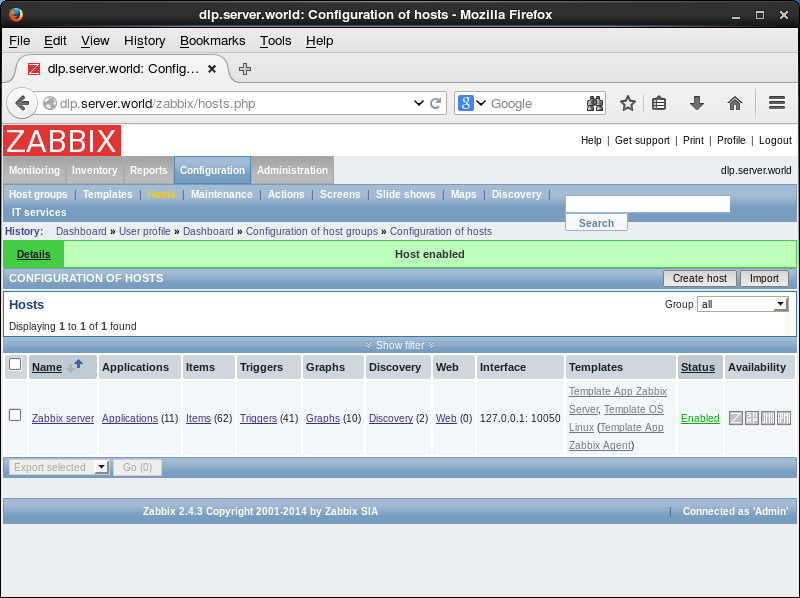 dlp.server.world: Configuration of hosts - Mozilla Firefox
File Edit View History Bookmarks Tools Help
dlp.server.world: Config...
dlp.server.world/zabbix/hosts.php
Google
ZABBIX
Help | Get support | Print | Profile | Logout
Monitoring Inventory Reports Configuration Administration
dlp.server.world
Host groups | Templates | Hosts | Maintenance | Actions | Screens | Slide shows | Maps | Discovery |
IT services
Search
History: Dashboard » User profile » Dashboard » Configuration of host groups » Configuration of hosts
Details Host enabled
CONFIGURATION OF HOSTS Create host Import
Hosts Group all
Displaying 1 to 1 of 1 found
Show filter
Name Applications Items Triggers Graphs Discovery Web Interface Templates Status Availability
Zabbix server Applications (11) Items (62) Triggers (41) Graphs (10) Discovery (2) Web (0) 127.0.0.1: 10050 Template App Zabbix
Server, Template OS
Linux (Template App
Zabbix Agent) Enabled
Export selected Go (0)
Zabbix 2.4.3 Copyright 2001-2014 by Zabbix SIA | Connected as 'Admin'